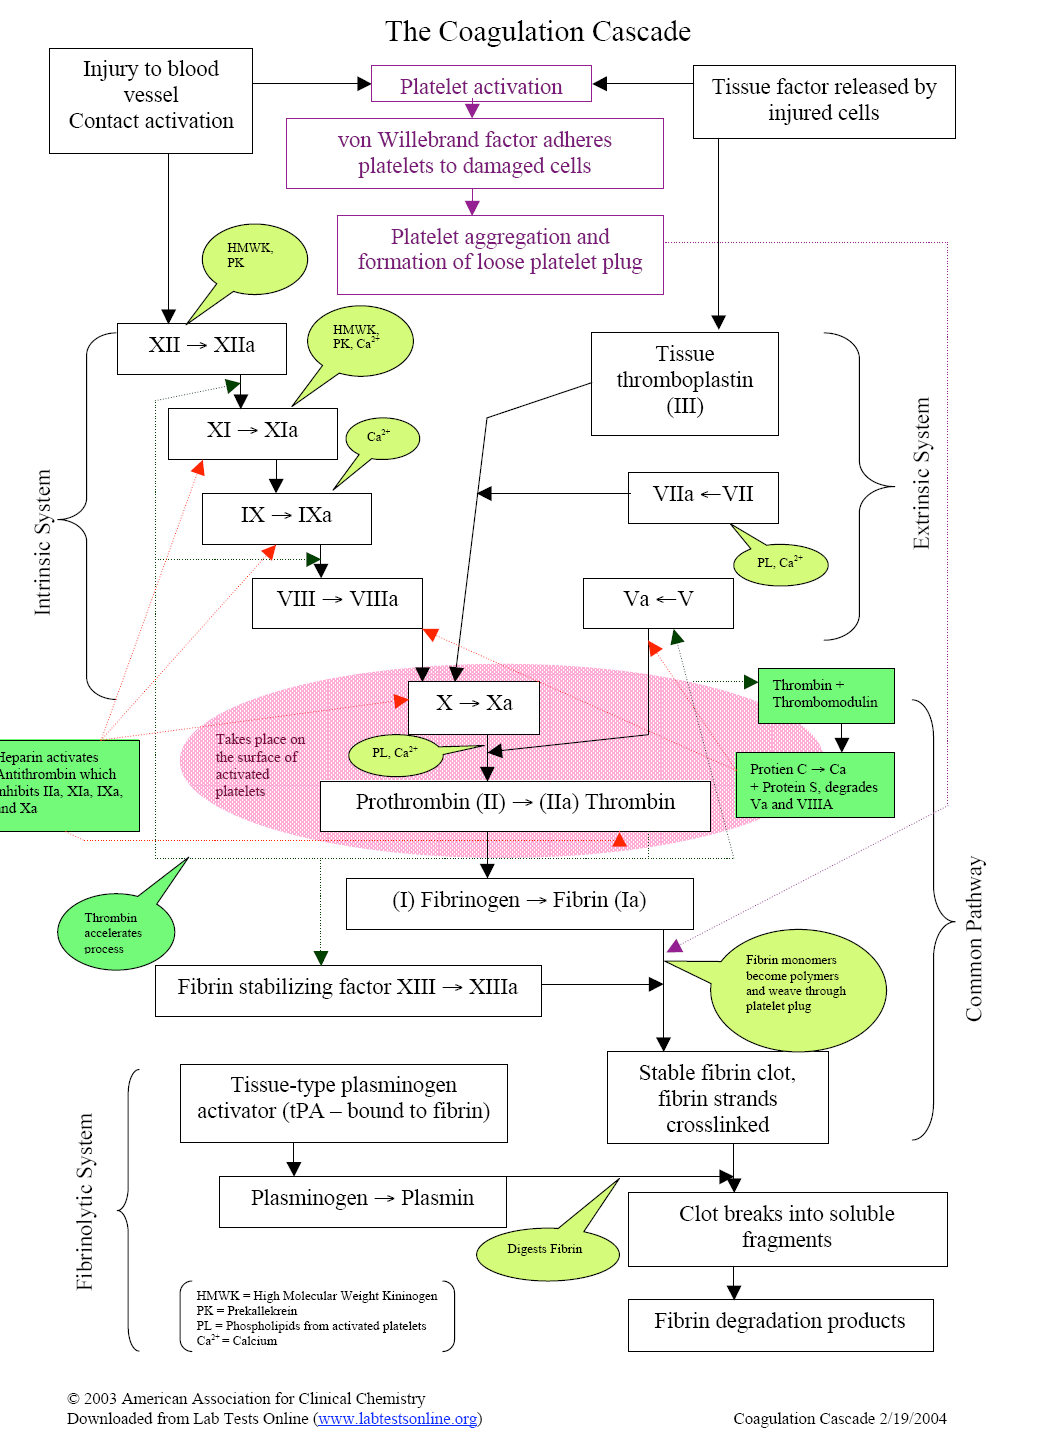 The Coagulation Cascade
Injury to blood
vessel
Contact activation
Platelet activation
Tissue factor released by
injured cells
von Willebrand factor adheres
platelets to damaged cells
Platelet aggregation and
formation of loose platelet plug
HMWK,
PK
HMWK,
PK, Ca2+
XII → XIIa
Tissue
thromboplastin
(III)
XI → XIa
Ca2+
Intrinsic System
Extrinsic System
IX → IXa
VIIa ←VII
PL, Ca2+
VIII → VIIIa
Va ←V
X → Xa
Thrombin +
Thrombomodulin
Takes place on
the surface of
activated
platelets
PL, Ca2+
Heparin activates
Antithrombin which
inhibits IIa, XIa, IXa,
and Xa
Protien C → Ca
+ Protein S, degrades
Va and VIIIA
Prothrombin (II) → (IIa) Thrombin
(I) Fibrinogen → Fibrin (Ia)
Thrombin
accelerates
process
Common Pathway
Fibrin monomers
become polymers
and weave through
platelet plug
Fibrin stabilizing factor XIII → XIIIa
Stable fibrin clot,
fibrin strands
crosslinked
Tissue-type plasminogen
activator (tPA – bound to fibrin)
Fibrinolytic System
Plasminogen → Plasmin
Clot breaks into soluble
fragments
Digests Fibrin
Fibrin degradation products
HMWK = High Molecular Weight Kininogen
PK = Prekallekrein
PL = Phospholipids from activated platelets
Ca2+ = Calcium
© 2003 American Association for Clinical Chemistry
Downloaded from Lab Tests Online (www.labtestsonline.org)
Coagulation Cascade 2/19/2004